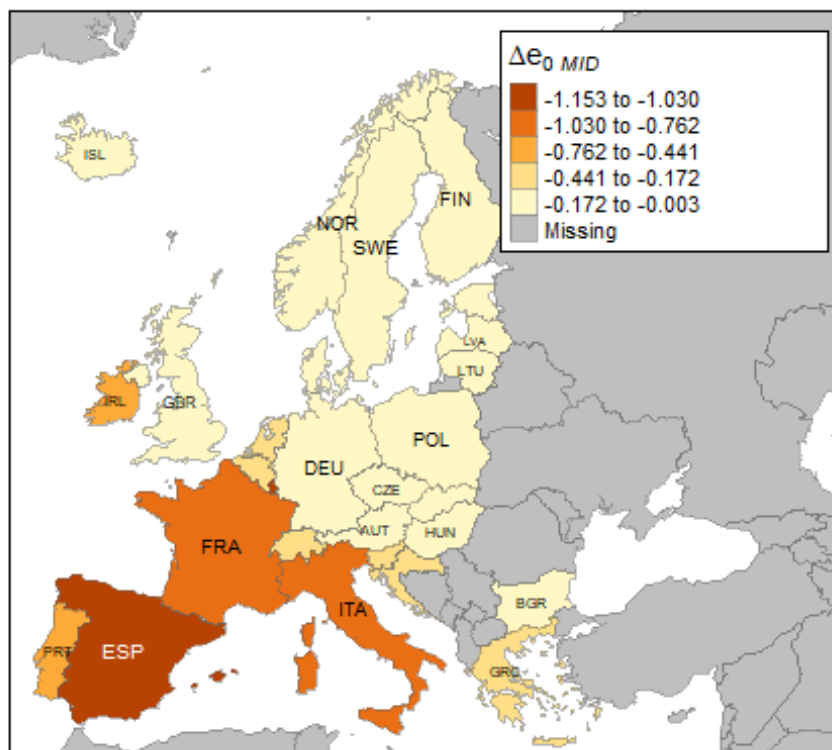 Δe₀ MID
-1.153 to -1.030
-1.030 to -0.762
-0.762 to -0.441
-0.441 to -0.172
-0.172 to -0.003
Missing
ISL
FIN
NOR
SWE
LVA
LTU
IRL
GBR
POL
DEU
CZE
AUT
HUN
FRA
ITA
BGR
PRT
ESP
GRC